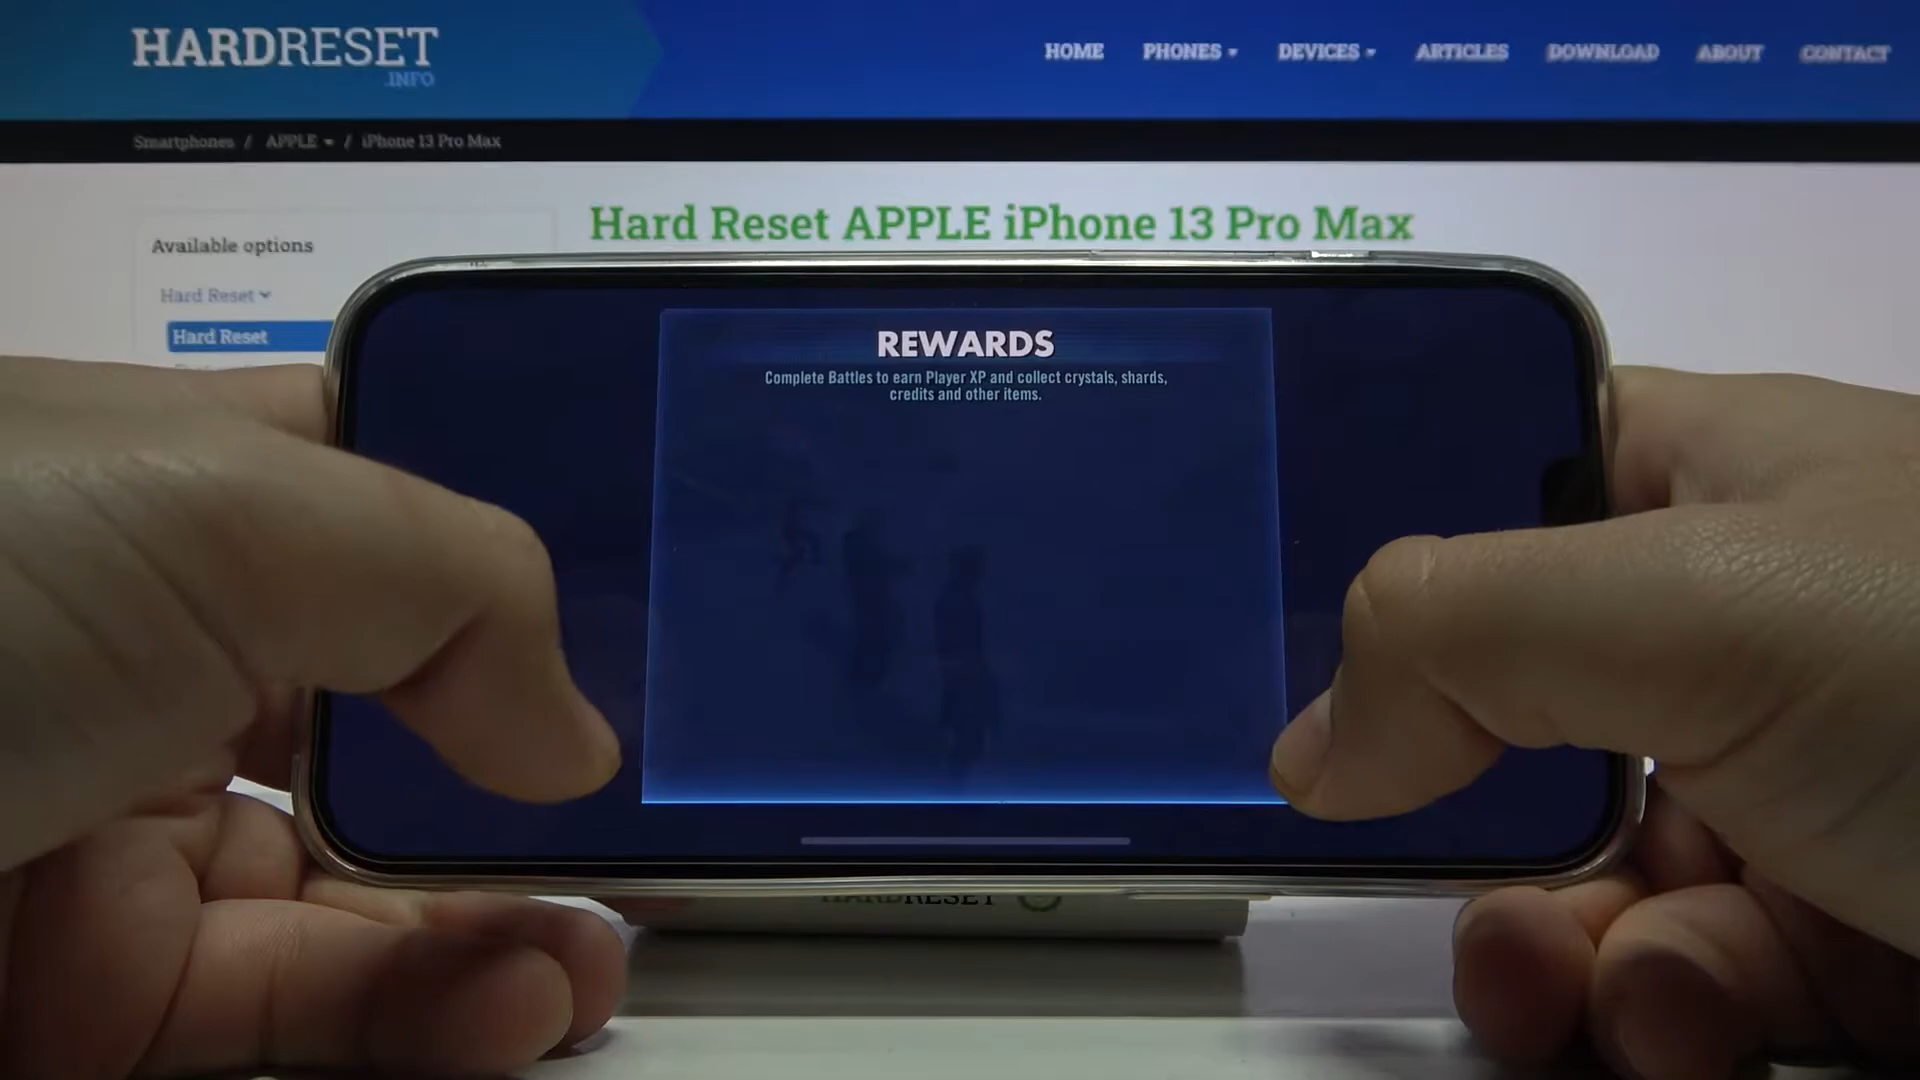 HARDRESET
.INFO
HOME PHONES DEVICES ARTICLES DOWNLOAD ABOUT CONTACT
Smartphones / APPLE / iPhone 13 Pro Max
Hard Reset APPLE iPhone 13 Pro Max
Available options
Hard Reset
Hard Reset
REWARDS
Complete Battles to earn Player XP and collect crystals, shards,
credits and other items.
HARDRESET